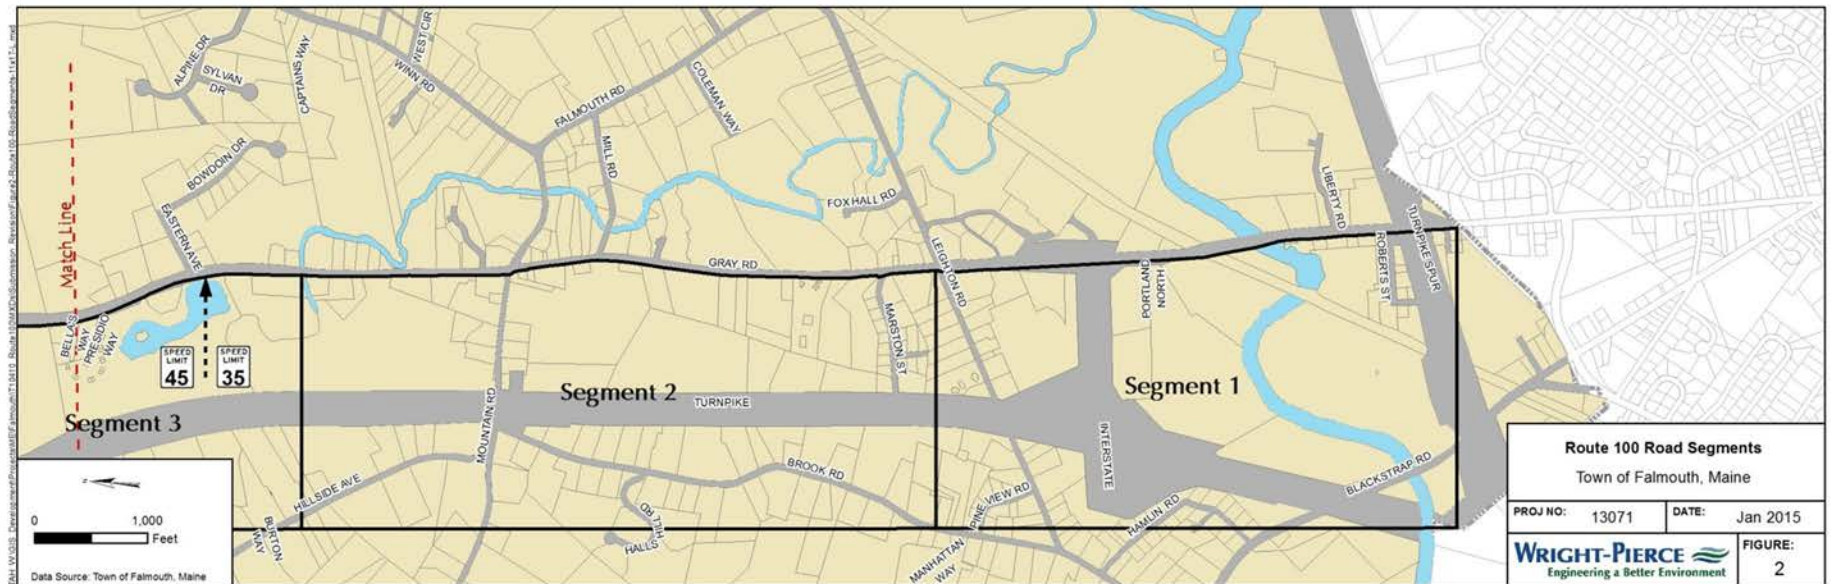 ALPINE DR
SYLVAN
DR
CAPTAINS WAY
WEST CIR
WINN RD
FALMOUTH RD
COLEMAN WAY
MILL RD
BOWDOIN DR
EASTERN AVE
Match Line
FOX HALL RD
LIBERTY RD
TURNPIKE SPUR
ROBERTS ST
LEIGHTON RD
GRAY RD
PORTLAND
NORTH
BELLA'S
WAY
PRESIDIO
WAY
SPEED
LIMIT
45
SPEED
LIMIT
35
MARSTON ST
Segment 3
Segment 2
Segment 1
TURNPIKE
MOUNTAIN RD
INTERSTATE
HILLSIDE AVE
BURTON
WAY
BROOK RD
HALLS
HILL RD
PINE VIEW RD
MANHATTAN
WAY
HAMLIN RD
BLACKSTRAP RD
0 1,000
Feet
Data Source: Town of Falmouth, Maine
Route 100 Road Segments
Town of Falmouth, Maine
PROJ NO: 13071 DATE: Jan 2015
WRIGHT-PIERCE
Engineering a Better Environment
FIGURE:
2